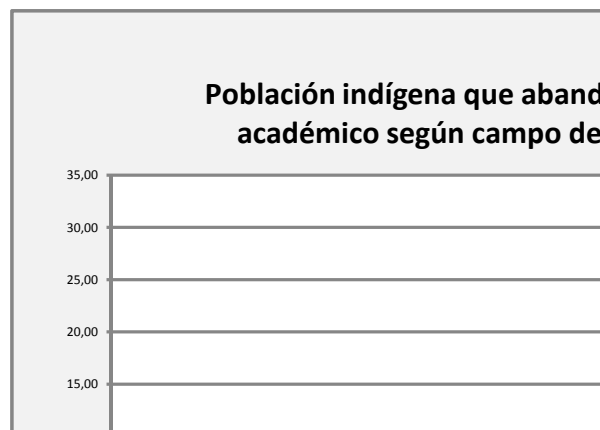 Población indígena que aband
académico según campo de
35,00
30,00
25,00
20,00
15,00